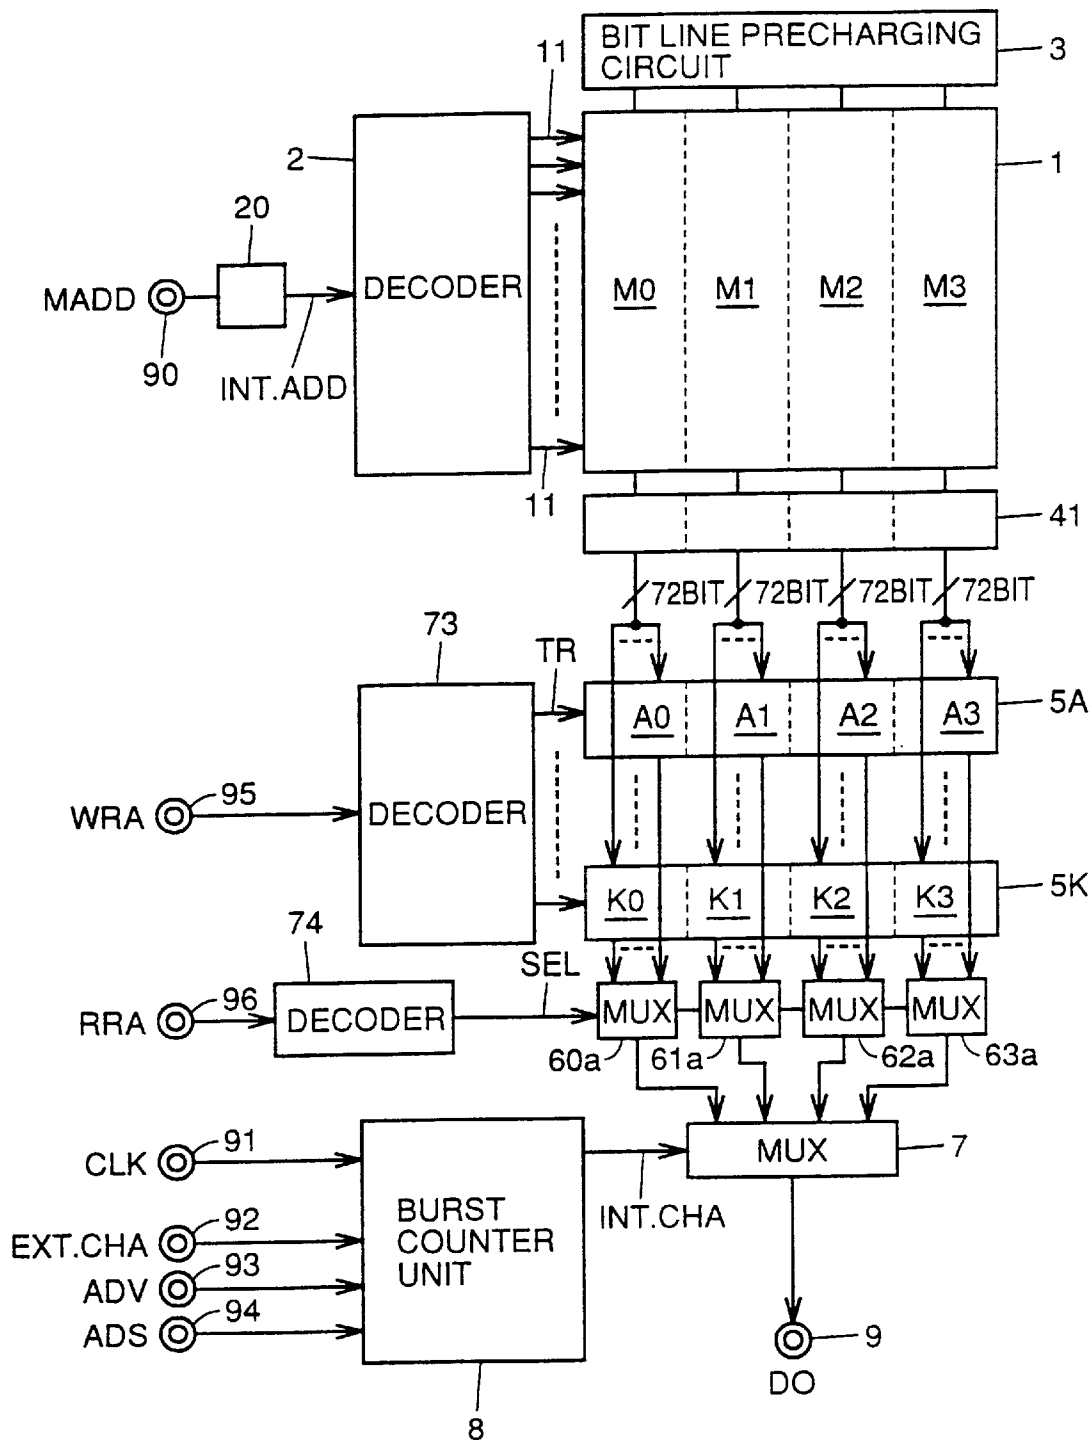 BIT LINE PRECHARGING
CIRCUIT
3
11
2
1
20
DECODER
M0 M1 M2 M3
MADD
90
INT.ADD
11
41
72BIT 72BIT 72BIT 72BIT
73
TR
A0 A1 A2 A3
5A
WRA
95
DECODER
K0 K1 K2 K3
5K
74
SEL
RRA
96
DECODER
MUX MUX MUX MUX
60a 61a 62a 63a
CLK
91
MUX
7
BURST
COUNTER
UNIT
INT.CHA
EXT.CHA
92
ADV
93
ADS
94
9
DO
8